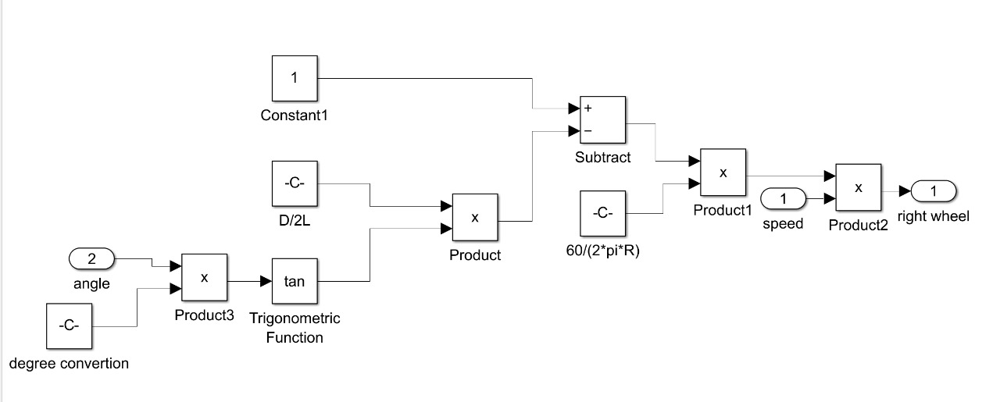 1
Constant1
+
−
Subtract
-C-
D/2L
x
Product
-C-
60/(2*pi*R)
x
Product1
1
speed
x
Product2
1
right wheel
2
angle
x
Product3
tan
Trigonometric
Function
-C-
degree convertion